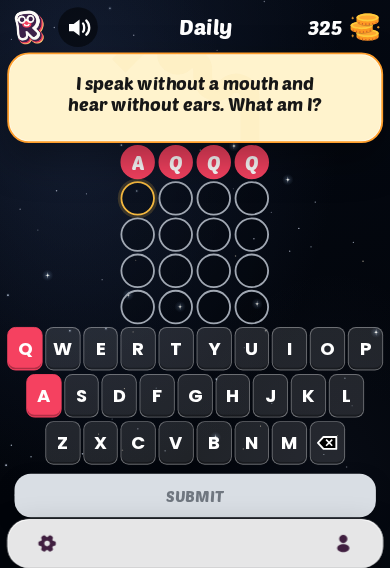 R
Daily
325
I speak without a mouth and
hear without ears. What am I?
A Q Q Q
Q W E R T Y U I O P
A S D F G H J K L
Z X C V B N M
SUBMIT